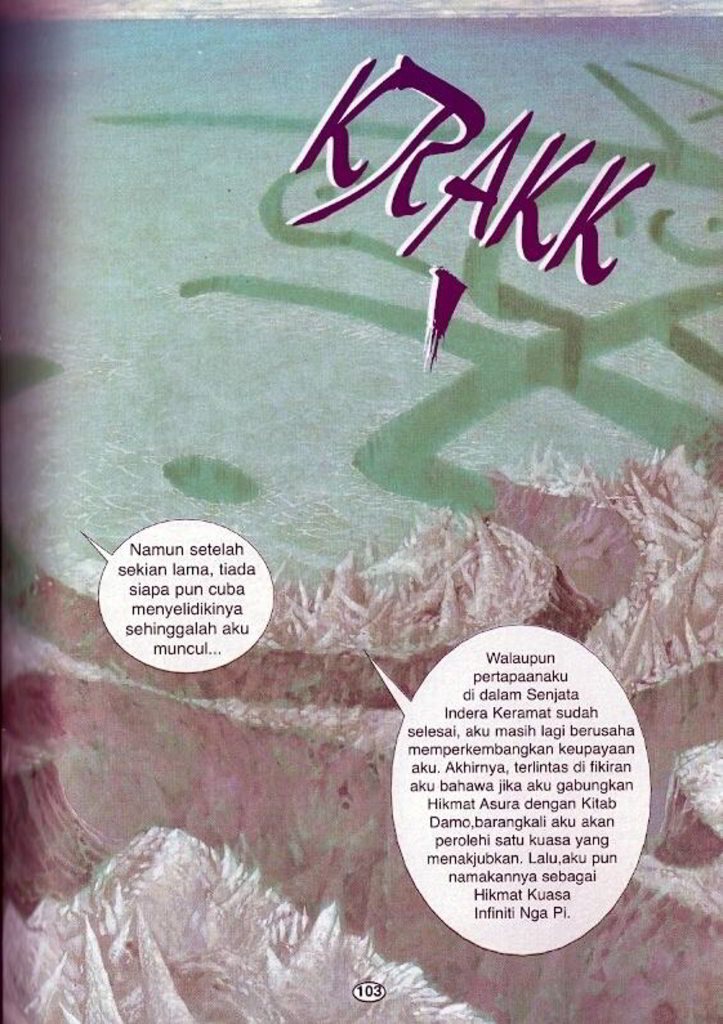 KRAKK!
Namun setelah
sekian lama, tiada
siapa pun cuba
menyelidikinya
sehinggalah aku
muncul...
Walaupun
pertapaanaku
di dalam Senjata
Indera Keramat sudah
selesai, aku masih lagi berusaha
memperkembangkan keupayaan
aku. Akhirnya, terlintas di fikiran
aku bahawa jika aku gabungkan
Hikmat Asura dengan Kitab
Damo,barangkali aku akan
perolehi satu kuasa yang
menakjubkan. Lalu,aku pun
namakannya sebagai
Hikmat Kuasa
Infiniti Nga Pi.
103